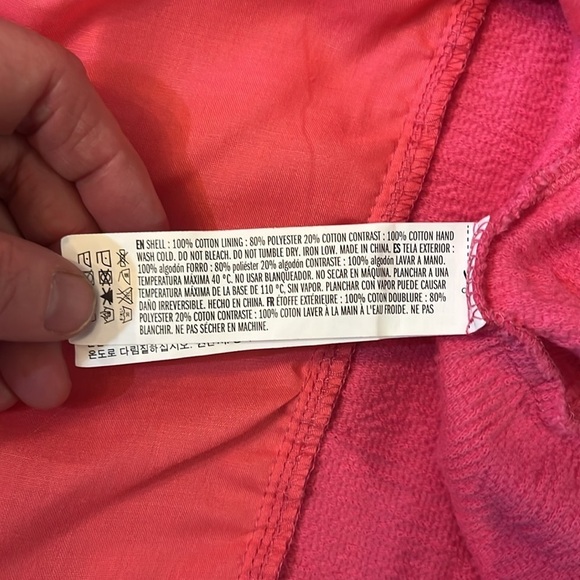 EN SHELL : 100% COTTON LINING : 80% POLYESTER 20% COTTON CONTRAST : 100% COTTON HAND
WASH COLD. DO NOT BLEACH. DO NOT TUMBLE DRY. IRON LOW. MADE IN CHINA. ES TELA EXTERIOR :
100% algodón FORRO : 80% poliéster 20% algodón CONTRASTE : 100% algodón LAVAR A MANO.
TEMPERATURA MÁXIMA 40 °C. NO USAR BLANQUEADOR. NO SECAR EN MÁQUINA. PLANCHAR A UNA
TEMPERATURA MÁXIMA DE LA BASE DE 110 °C, SIN VAPOR. PLANCHAR CON VAPOR PUEDE CAUSAR
DAÑO IRREVERSIBLE. HECHO EN CHINA. FR ÉTOFFE EXTÉRIEURE : 100% COTON DOUBLURE : 80%
POLYESTER 20% COTON CONTRASTE : 100% COTON LAVER À LA MAIN À L'EAU FROIDE. NE PAS
BLANCHIR. NE PAS SÉCHER EN MACHINE.
온도로 다림질하십시오.